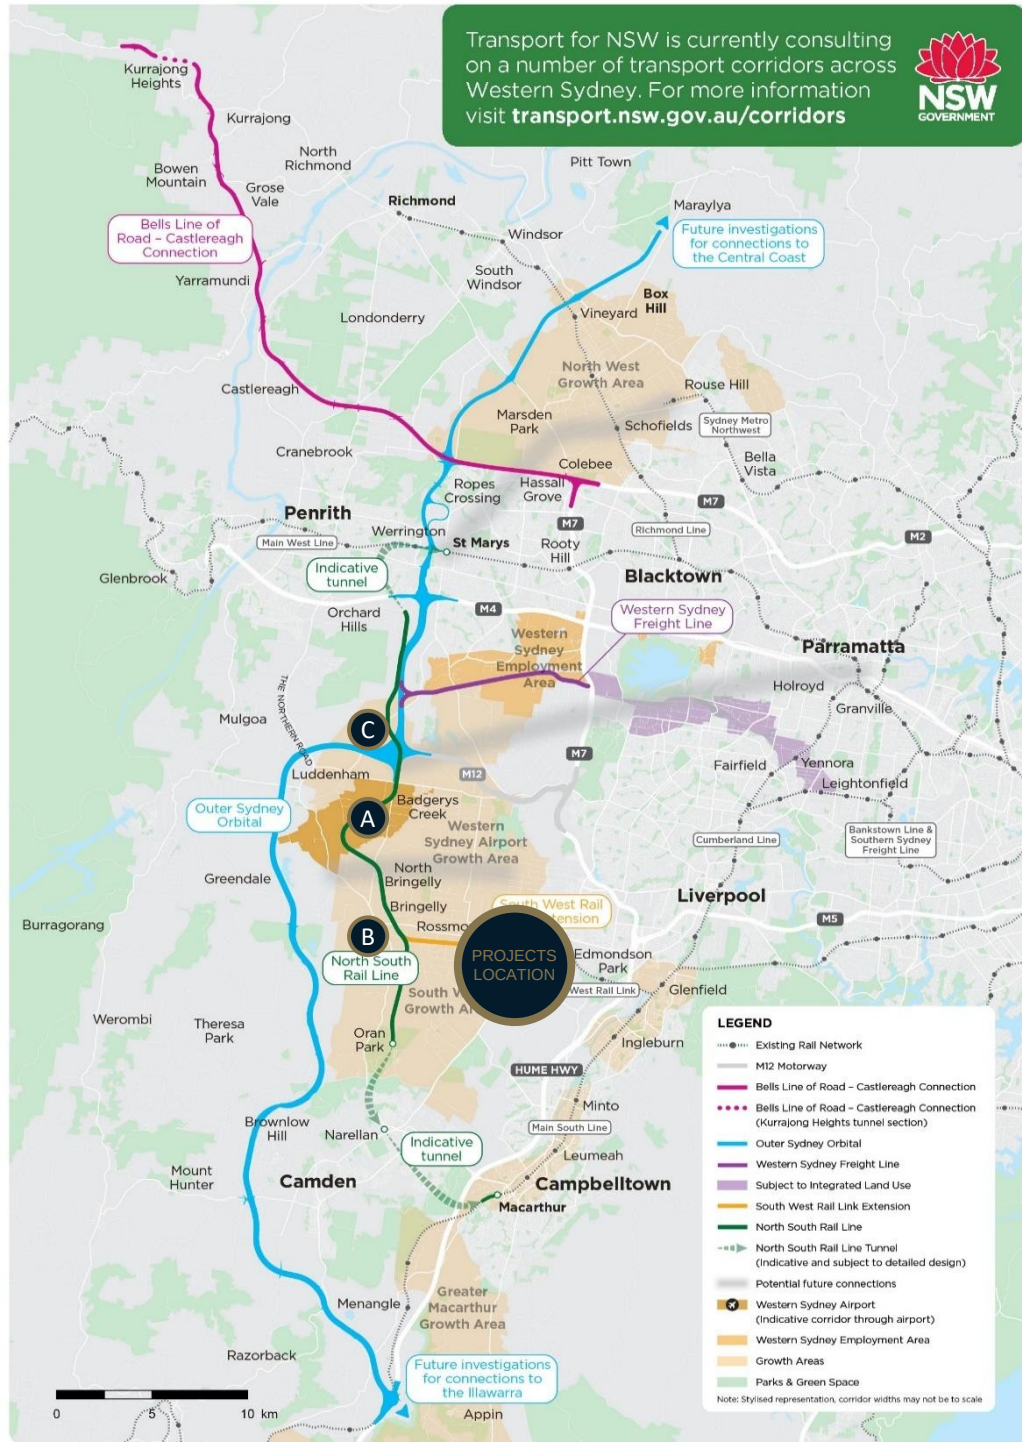 Transport for NSW is currently consulting
on a number of transport corridors across
Western Sydney. For more information
visit transport.nsw.gov.au/corridors
NSW
GOVERNMENT
Kurrajong
Heights
Kurrajong
North
Richmond
Pitt Town
Bowen
Mountain
Grose
Vale
Richmond
Maraylya
Bells Line of
Road – Castlereagh
Connection
Windsor
Future investigations
for connections to
the Central Coast
South
Windsor
Yarramundi
Box
Hill
Londonderry
Vineyard
North West
Growth Area
Castlereagh
Rouse Hill
Marsden
Park
Schofields
Sydney Metro
Northwest
Cranebrook
Colebee
Bella
Vista
Ropes
Crossing
Hassall
Grove
M7
Penrith
M7
Richmond Line
Werrington
Main West Line
St Marys
Rooty
Hill
M2
Indicative
tunnel
Glenbrook
Blacktown
Orchard
Hills
M4
Western Sydney
Freight Line
Western
Sydney
Employment
Area
Parramatta
Holroyd
THE NORTHERN ROAD
Granville
Mulgoa
C
M7
Luddenham
M12
Fairfield
Yennora
Leightonfield
Outer Sydney
Orbital
A
Badgerys
Creek
Western
Sydney Airport
Growth Area
Cumberland Line
Bankstown Line &
Southern Sydney
Freight Line
Greendale
North
Bringelly
Liverpool
Bringelly
South West Rail
Burragorang
Rossmo
M5
B
PROJECTS
LOCATION
Edmondson
Park
North South
Rail Line
West Rail Link
Glenfield
South W
Growth Ar
Werombi
Theresa
Park
Oran
Park
Ingleburn
HUME HWY
Minto
Brownlow
Hill
Narellan
Main South Line
Indicative
tunnel
Leumeah
Mount
Hunter
Camden
Campbelltown
Macarthur
Greater
Macarthur
Growth Area
Menangle
Razorback
Future investigations
for connections to
the Illawarra
Appin
0 5 10 km
LEGEND
Existing Rail Network
M12 Motorway
Bells Line of Road – Castlereagh Connection
Bells Line of Road – Castlereagh Connection
(Kurrajong Heights tunnel section)
Outer Sydney Orbital
Western Sydney Freight Line
Subject to Integrated Land Use
South West Rail Link Extension
North South Rail Line
North South Rail Line Tunnel
(Indicative and subject to detailed design)
Potential future connections
Western Sydney Airport
(Indicative corridor through airport)
Western Sydney Employment Area
Growth Areas
Parks & Green Space
Note: Stylised representation, corridor widths may not be to scale